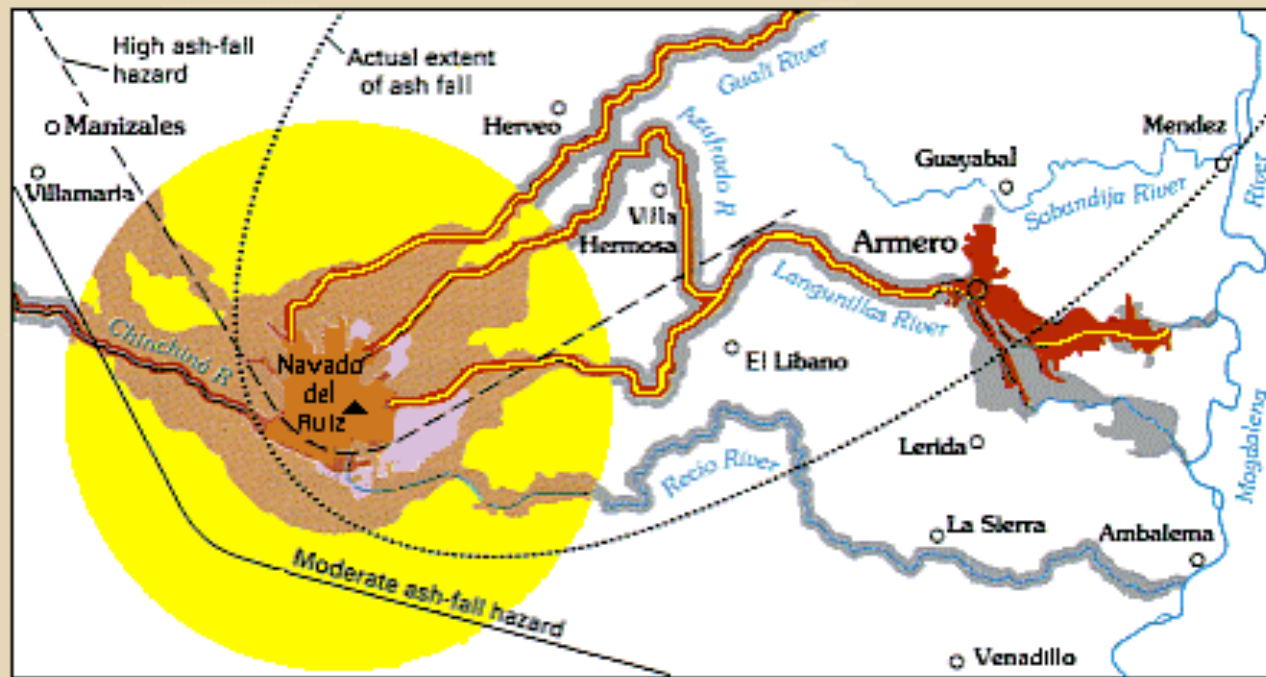 High ash-fall
hazard
Actual extent
of ash fall
Guali River
Manizales
Herveo
Azufrado R
Mendez
Guayabal
Villamaria
Sabandija River
River
Villa
Hermosa
Armero
Langunillas River
Chinchiná R
Navado
del
Ruiz
El Libano
Magdalena
Lerida
Recio River
La Sierra
Ambalema
Moderate ash-fall hazard
Venadillo